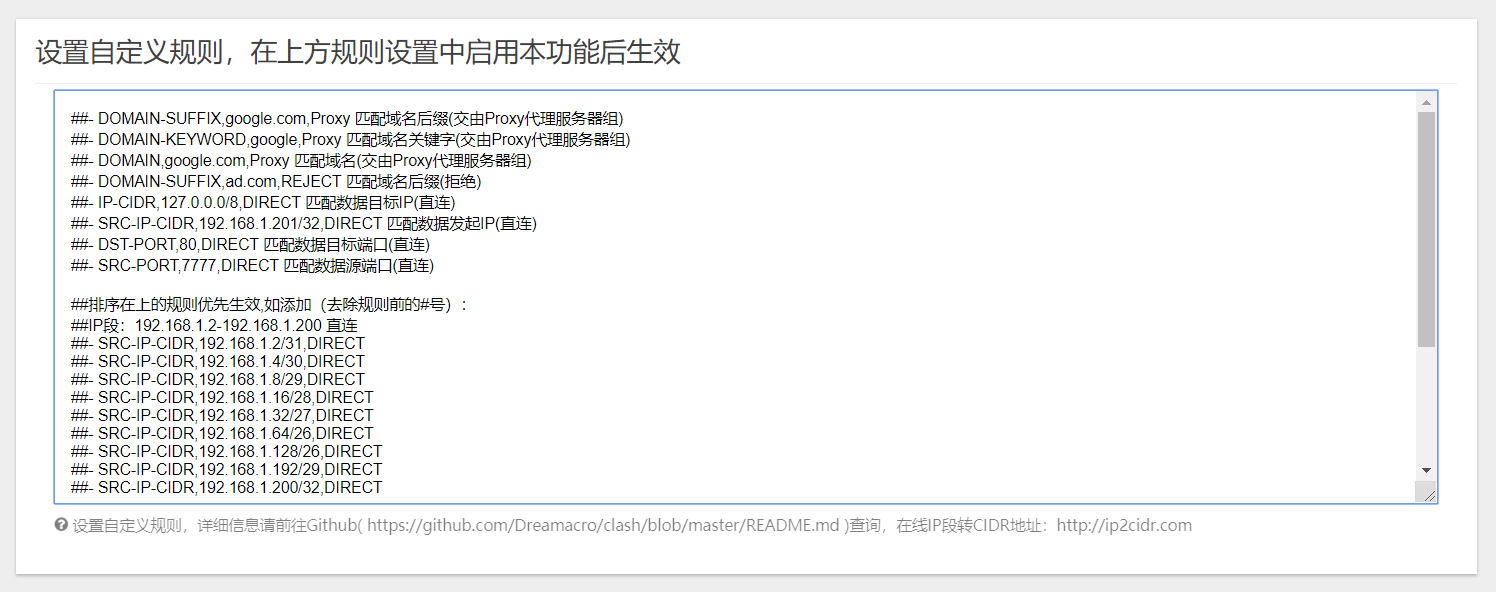 设置自定义规则，在上方规则设置中启用本功能后生效
##- DOMAIN-SUFFIX,google.com,Proxy 匹配域名后缀(交由Proxy代理服务器组)
##- DOMAIN-KEYWORD,google,Proxy 匹配域名关键字(交由Proxy代理服务器组)
##- DOMAIN,google.com,Proxy 匹配域名(交由Proxy代理服务器组)
##- DOMAIN-SUFFIX,ad.com,REJECT 匹配域名后缀(拒绝)
##- IP-CIDR,127.0.0.0/8,DIRECT 匹配数据目标IP(直连)
##- SRC-IP-CIDR,192.168.1.201/32,DIRECT 匹配数据发起IP(直连)
##- DST-PORT,80,DIRECT 匹配数据目标端口(直连)
##- SRC-PORT,7777,DIRECT 匹配数据源端口(直连)
##排序在上的规则优先生效,如添加（去除规则前的#号）：
##IP段：192.168.1.2-192.168.1.200 直连
##- SRC-IP-CIDR,192.168.1.2/31,DIRECT
##- SRC-IP-CIDR,192.168.1.4/30,DIRECT
##- SRC-IP-CIDR,192.168.1.8/29,DIRECT
##- SRC-IP-CIDR,192.168.1.16/28,DIRECT
##- SRC-IP-CIDR,192.168.1.32/27,DIRECT
##- SRC-IP-CIDR,192.168.1.64/26,DIRECT
##- SRC-IP-CIDR,192.168.1.128/26,DIRECT
##- SRC-IP-CIDR,192.168.1.192/29,DIRECT
##- SRC-IP-CIDR,192.168.1.200/32,DIRECT
设置自定义规则，详细信息请前往Github( https://github.com/Dreamacro/clash/blob/master/README.md )查询，在线IP段转CIDR地址：http://ip2cidr.com